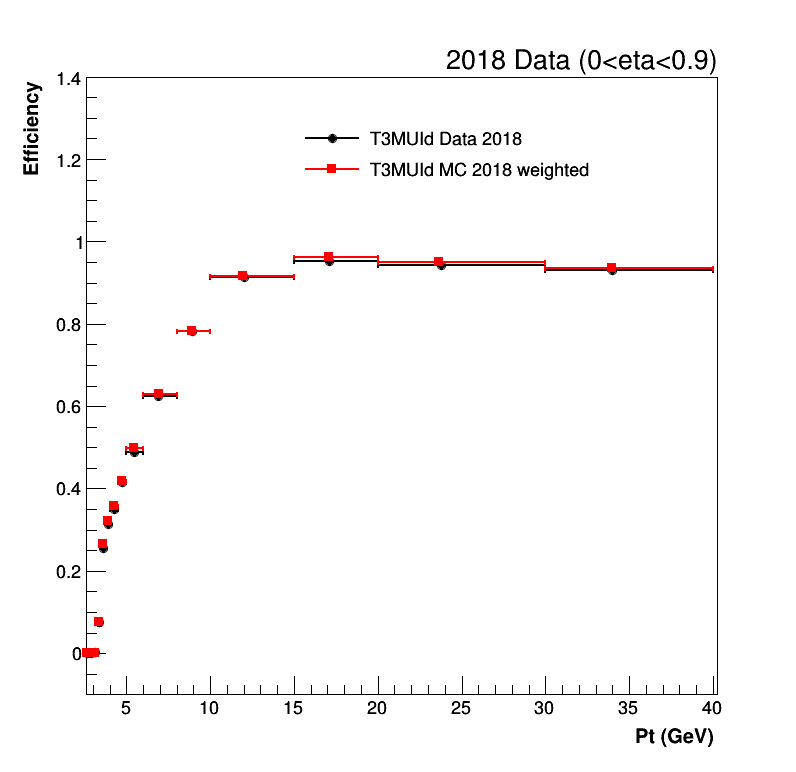 2018 Data (0<eta<0.9)
Efficiency
T3MUId Data 2018
T3MUId MC 2018 weighted
1.4
1.2
1
0.8
0.6
0.4
0.2
0
5 10 15 20 25 30 35 40
Pt (GeV)